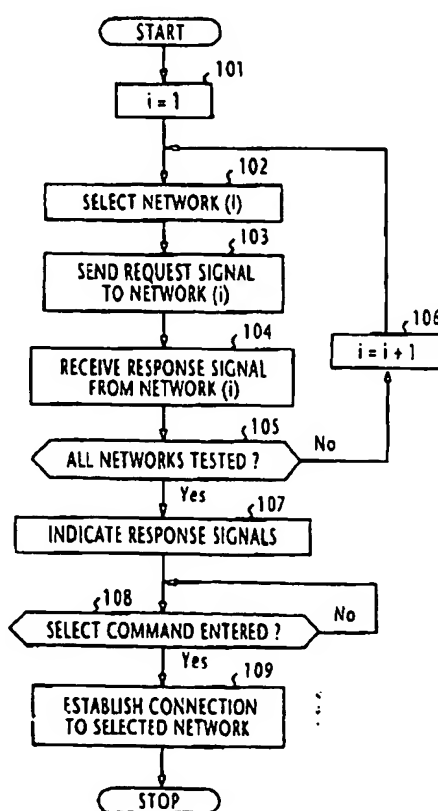 START
101
i = 1
102
SELECT NETWORK (i)
103
SEND REQUEST SIGNAL
TO NETWORK (i)
104
RECEIVE RESPONSE SIGNAL
FROM NETWORK (i)
106
i = i + 1
105
ALL NETWORKS TESTED ?
No
Yes
107
INDICATE RESPONSE SIGNALS
108
SELECT COMMAND ENTERED ?
No
Yes
109
ESTABLISH CONNECTION
TO SELECTED NETWORK
STOP